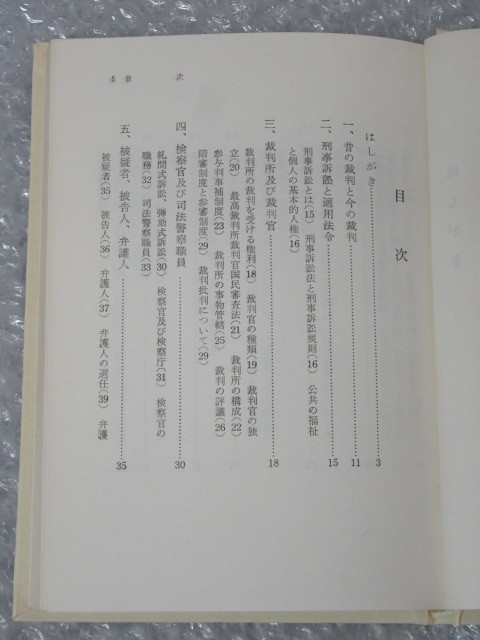 目次
はしがき……3
一、昔の裁判と今の裁判……11
二、刑事訴訟と適用法令……15
刑事訴訟とは(15) 刑事訴訟法と刑事訴訟規則(16) 公共の福祉
と個人の基本的人権(16)
三、裁判所及び裁判官……18
裁判所の裁判を受ける権利(18) 裁判官の種類(19) 裁判官の独
立(20) 最高裁判所裁判官国民審査法(21) 裁判所の構成(22)
参与判事補制度(23) 裁判所の事物管轄(25) 裁判の評議(26)
陪審制度と参審制度(29) 裁判批判について(29)
四、検察官及び司法警察職員……30
糺問式訴訟、弾劾式訴訟(30) 検察官及び検察庁(31) 検察官の
職務(32) 司法警察職員(33)
五、被疑者、被告人、弁護人……35
被疑者(35) 被告人(36) 弁護人(37) 弁護人の選任(39) 弁護
5 目次